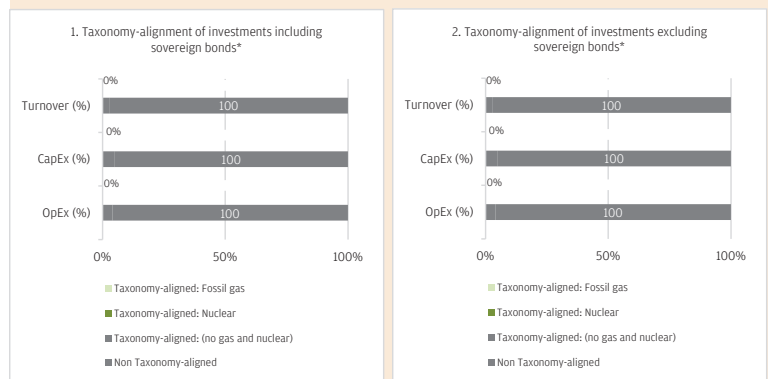 1. Taxonomy-alignment of investments including
sovereign bonds*
0%
Turnover (%)
100
0%
CapEx (%)
100
0%
OpEx (%)
100
0%
50%
100%
Taxonomy-aligned: Fossil gas
Taxonomy-aligned: Nuclear
Taxonomy-aligned: (no gas and nuclear)
Non Taxonomy-aligned
2. Taxonomy-alignment of investments excluding
sovereign bonds*
0%
Turnover (%)
100
0%
CapEx (%)
100
0%
OpEx (%)
100
0%
50%
100%
Taxonomy-aligned: Fossil gas
Taxonomy-aligned: Nuclear
Taxonomy-aligned: (no gas and nuclear)
Non Taxonomy-aligned